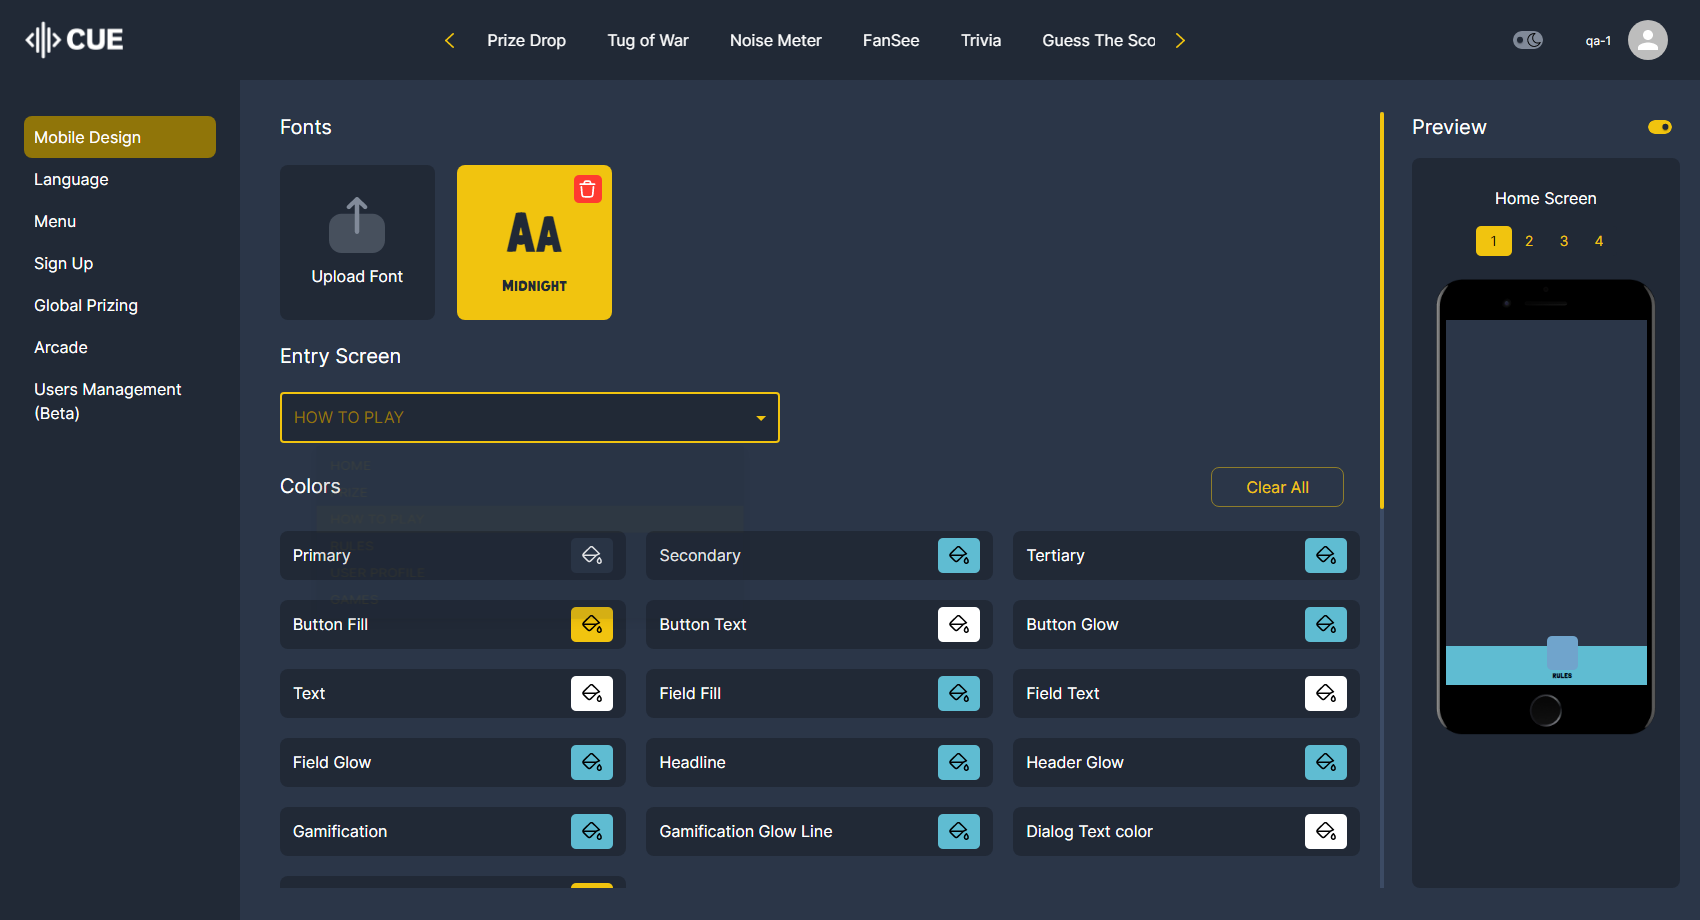 CUE
Prize Drop
Tug of War
Noise Meter
FanSee
Trivia
Guess The Sco
qa-1
Mobile Design
Language
Menu
Sign Up
Global Prizing
Arcade
Users Management
(Beta)
Fonts
Upload Font
AA
MIDNIGHT
Entry Screen
HOW TO PLAY
HOME
HOW TO PLAY
RULES
USER PROFILE
GAMES
Colors
Clear All
Primary
Secondary
Tertiary
Button Fill
Button Text
Button Glow
Text
Field Fill
Field Text
Field Glow
Headline
Header Glow
Gamification
Gamification Glow Line
Dialog Text color
Preview
Home Screen
1 2 3 4
RULES